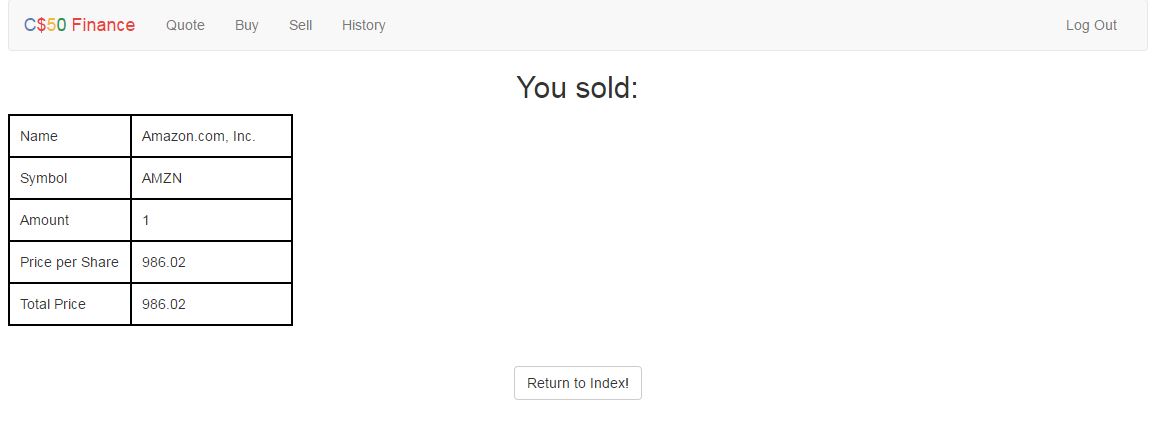 C$50 Finance Quote Buy Sell History Log Out
You sold:
Name Amazon.com, Inc.
Symbol AMZN
Amount 1
Price per Share 986.02
Total Price 986.02
Return to Index!